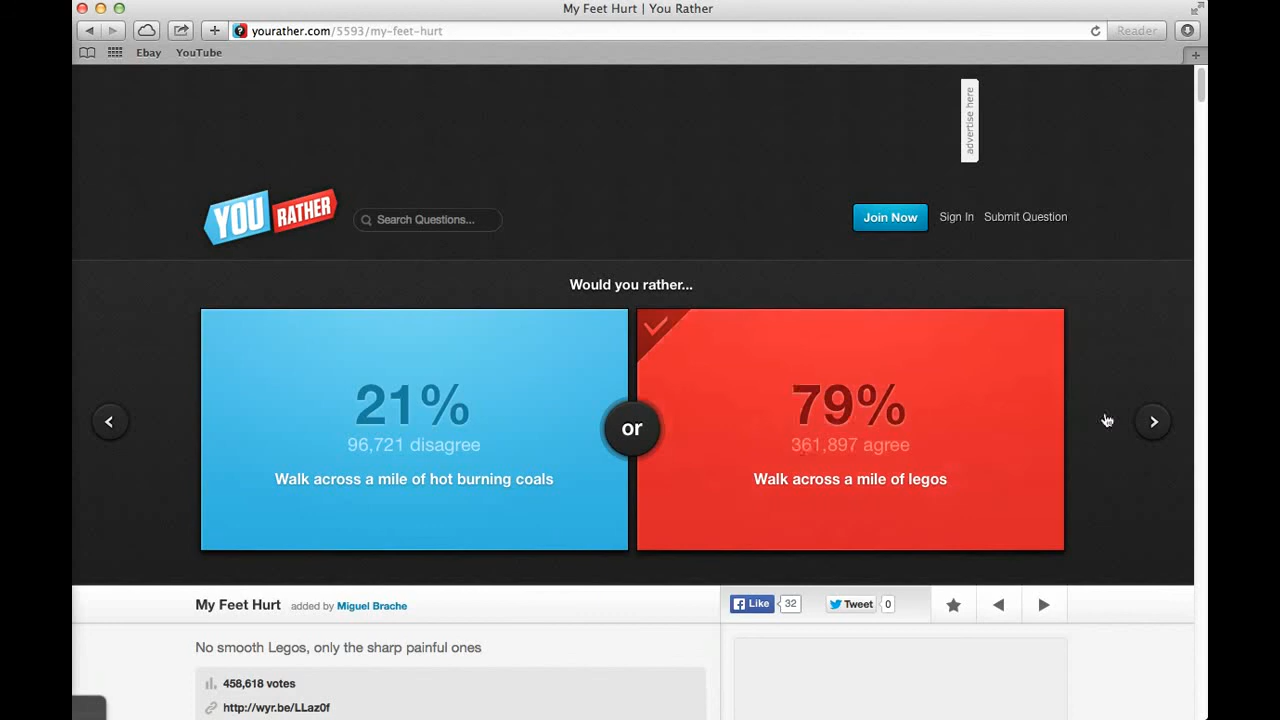 My Feet Hurt | You Rather
yourather.com/5593/my-feet-hurt
Reader
Ebay YouTube
advertise here
YOU RATHER
Search Questions...
Join Now Sign In Submit Question
Would you rather...
21%
96,721 disagree
Walk across a mile of hot burning coals
or
79%
361,897 agree
Walk across a mile of legos
My Feet Hurt added by Miguel Brache
Like 32 Tweet 0
No smooth Legos, only the sharp painful ones
458,618 votes
http://wyr.be/LLaz0f